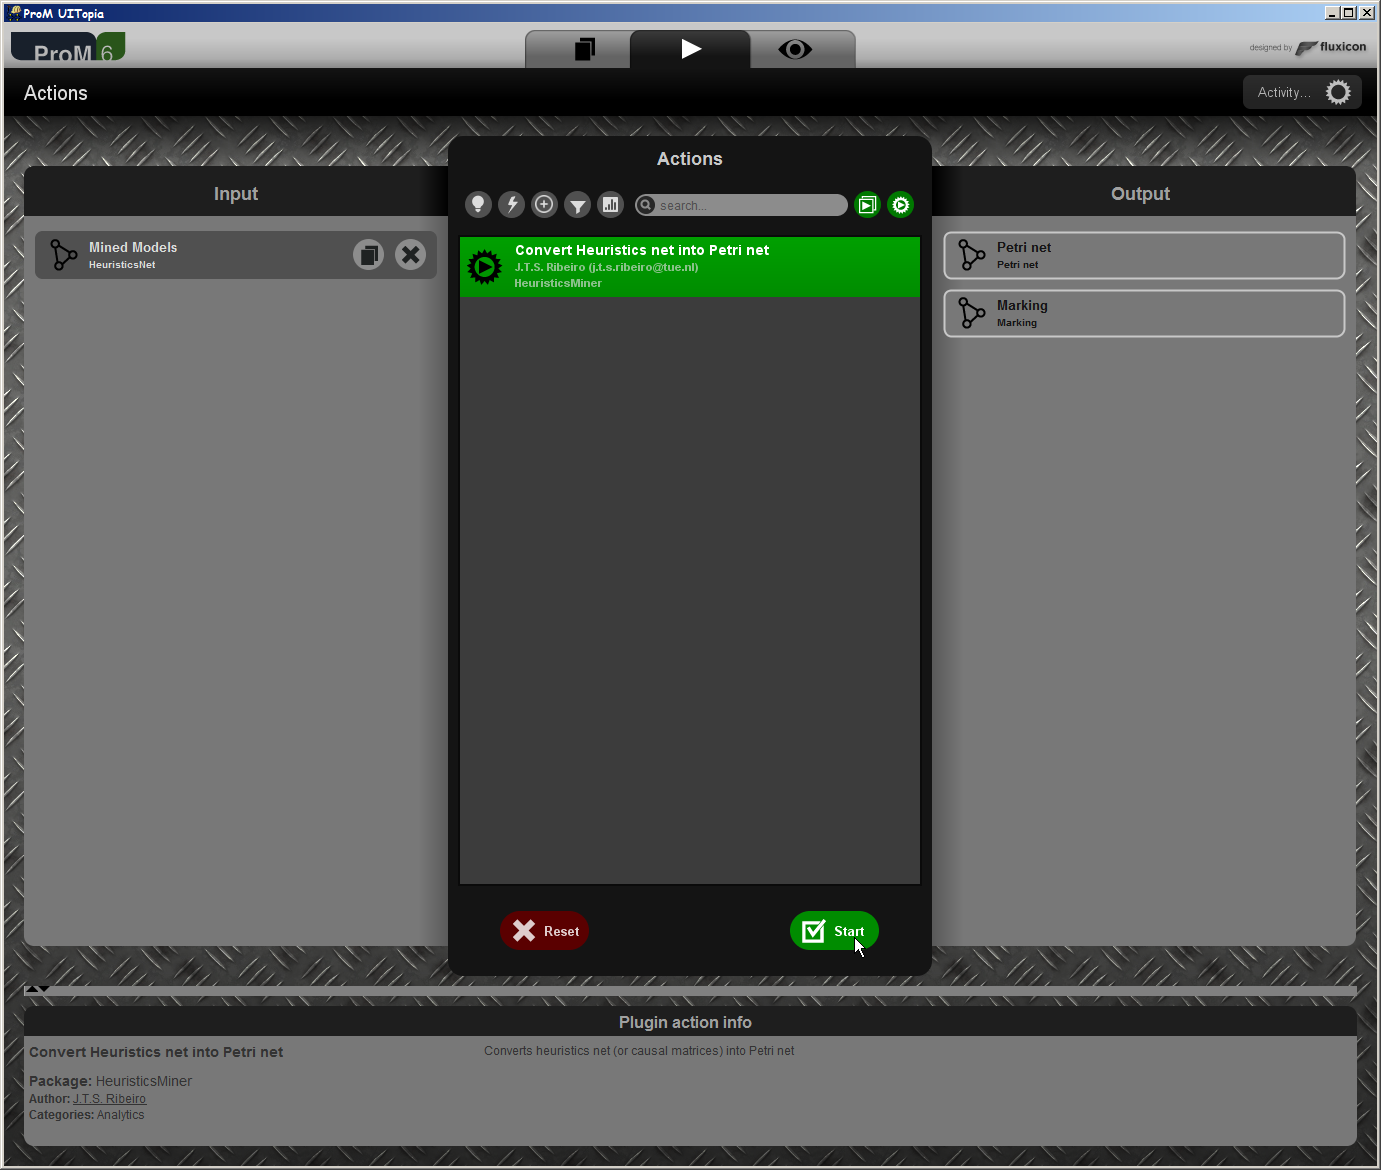 ProM UITopia
ProM 6
designed by fluxicon
Actions
Activity...
Actions
Input
Output
search...
Mined Models
HeuristicsNet
Convert Heuristics net into Petri net
J.T.S. Ribeiro (j.t.s.ribeiro@tue.nl)
HeuristicsMiner
Petri net
Petri net
Marking
Marking
Reset
Start
Plugin action info
Convert Heuristics net into Petri net
Converts heuristics net (or causal matrices) into Petri net
Package: HeuristicsMiner
Author: J.T.S. Ribeiro
Categories: Analytics